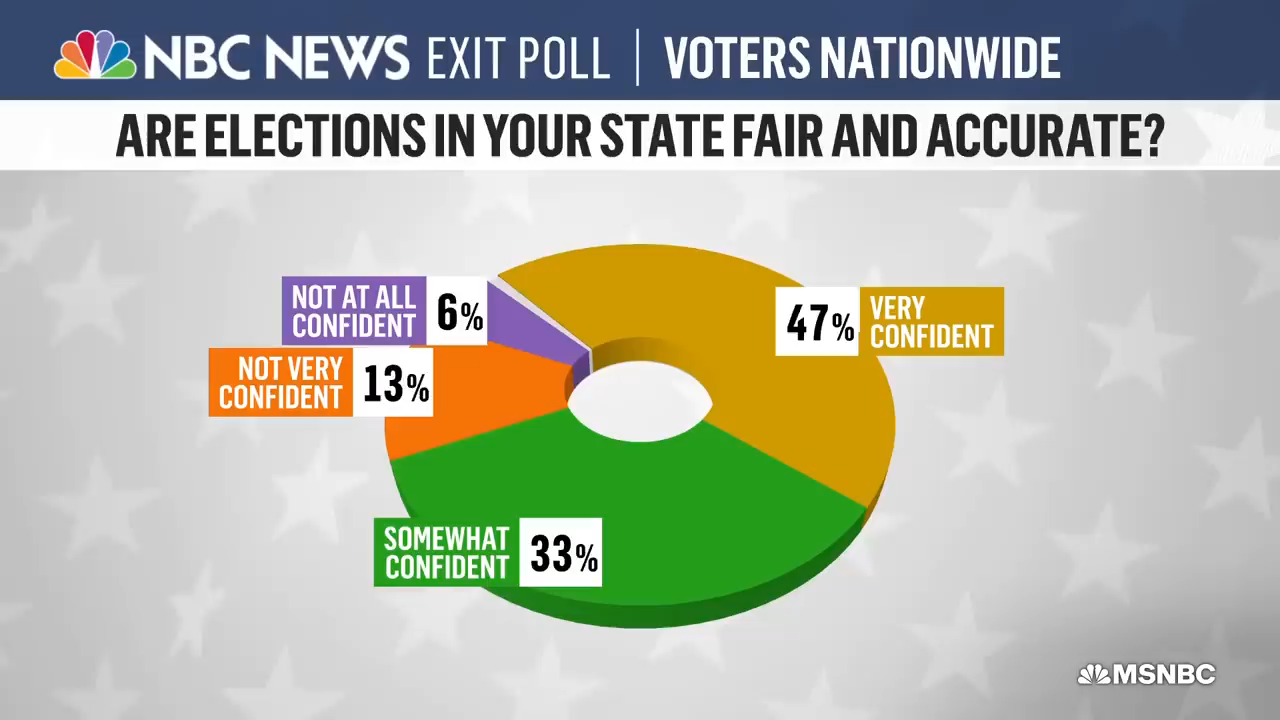 NBC NEWS EXIT POLL | VOTERS NATIONWIDE
ARE ELECTIONS IN YOUR STATE FAIR AND ACCURATE?
NOT AT ALL
CONFIDENT
6%
47%
VERY
CONFIDENT
NOT VERY
CONFIDENT
13%
SOMEWHAT
CONFIDENT
33%
MSNBC